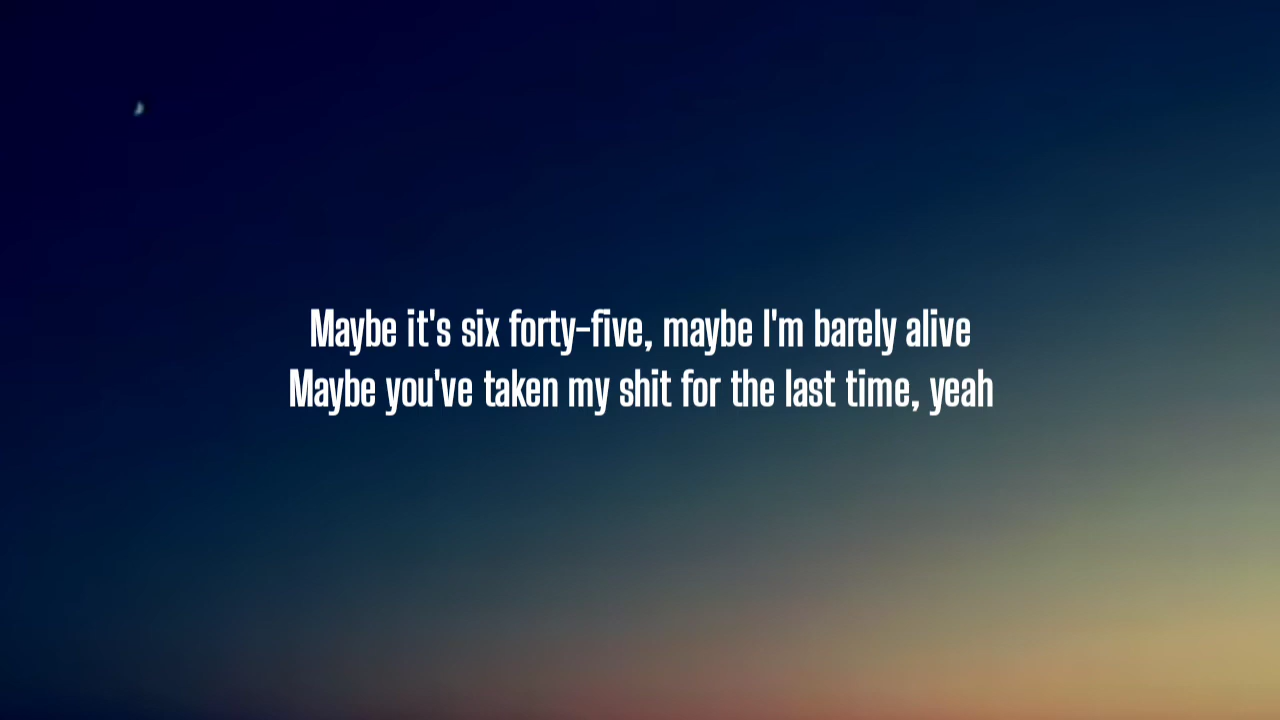 Maybe it's six forty-five, maybe I'm barely alive
Maybe you've taken my shit for the last time, yeah